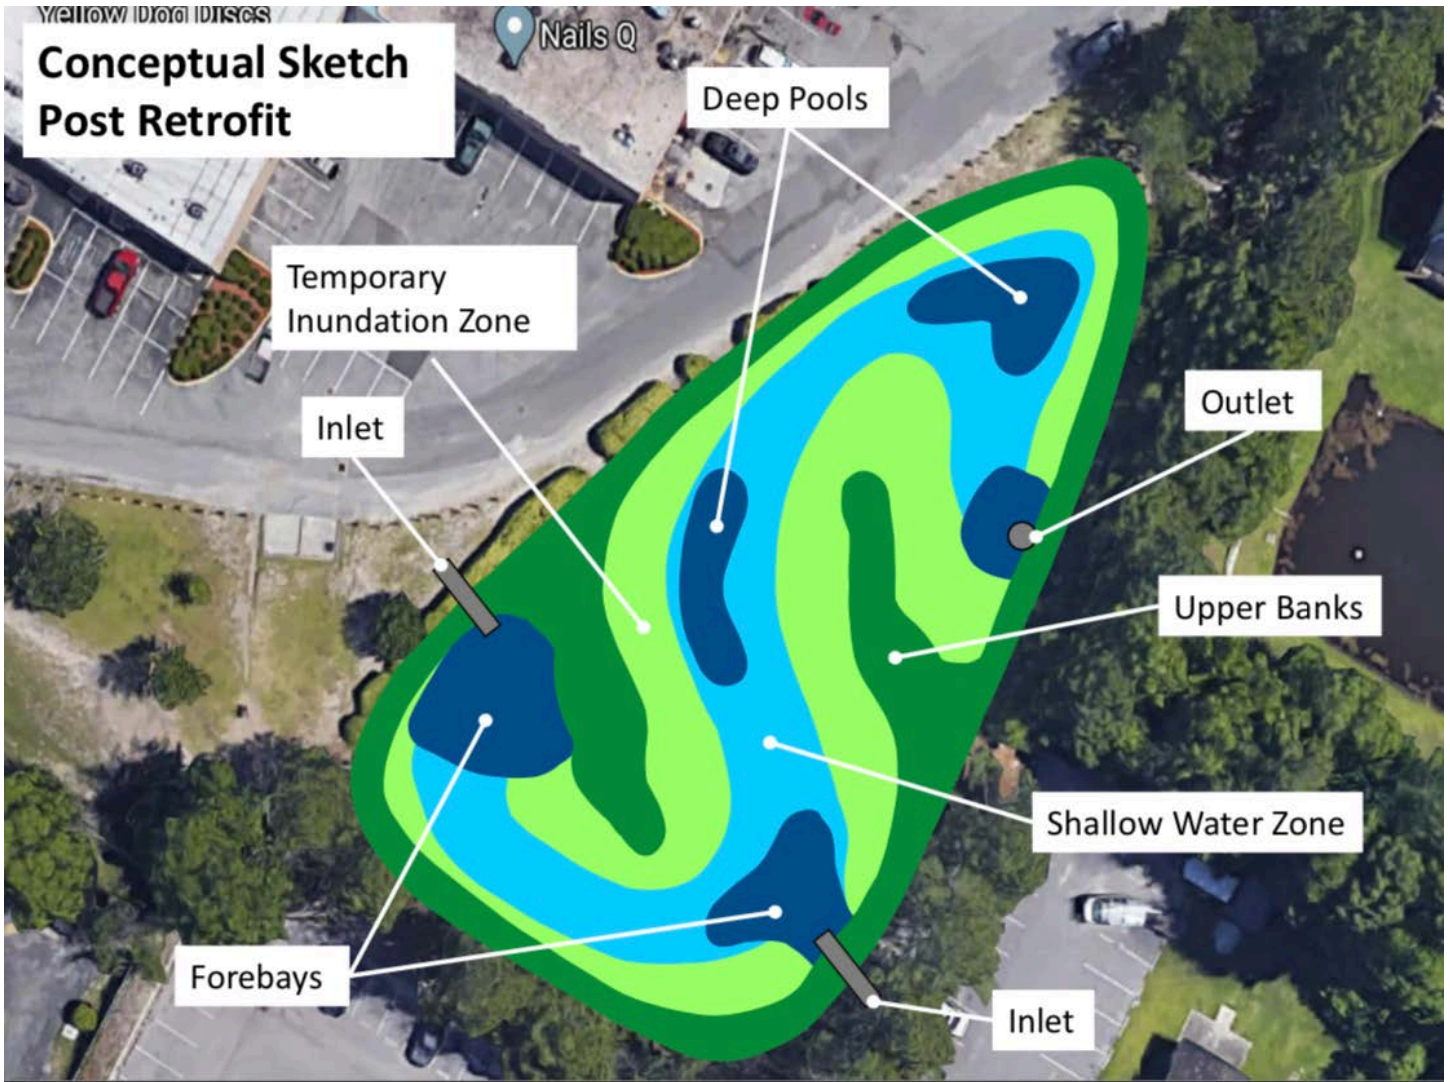 Yellow Dog Discs
Nails Q
Conceptual Sketch
Post Retrofit
Deep Pools
Temporary
Inundation Zone
Inlet
Outlet
Upper Banks
Shallow Water Zone
Forebays
Inlet